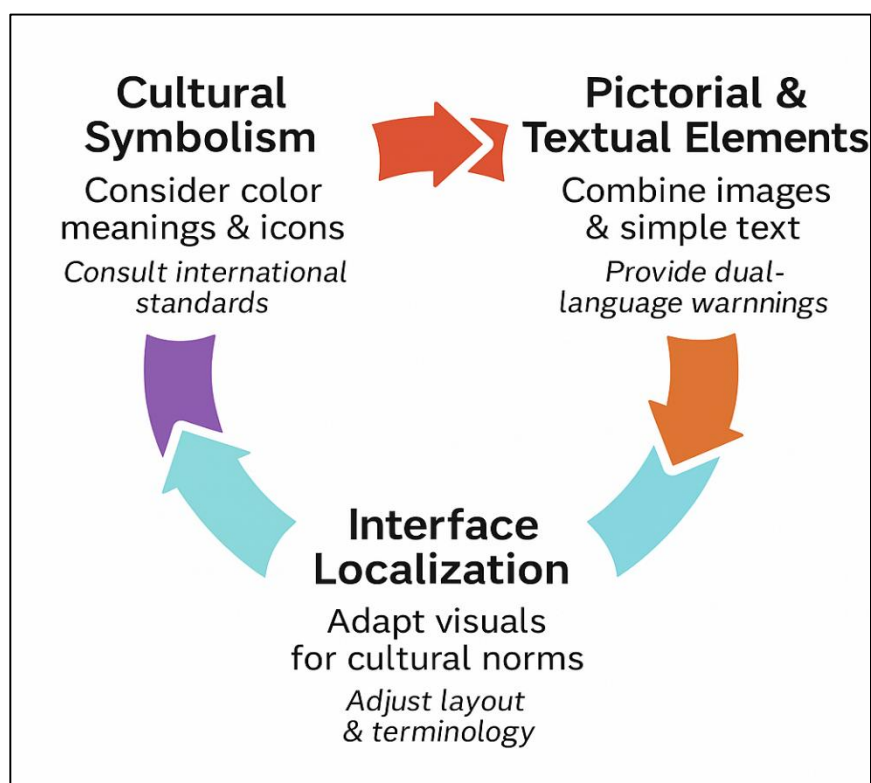 Cultural
Symbolism
Consider color
meanings & icons
Consult international
standards
Pictorial &
Textual Elements
Combine images
& simple text
Provide dual-
language warnnings
Interface
Localization
Adapt visuals
for cultural norms
Adjust layout
& terminology